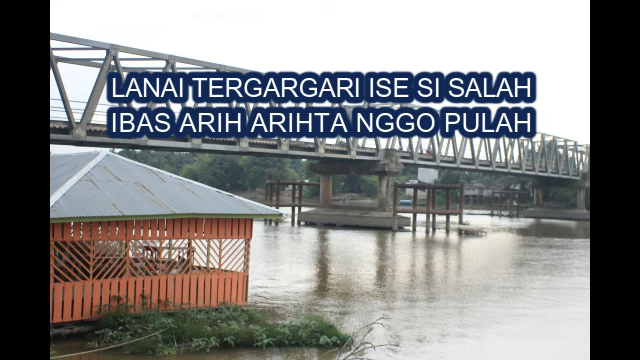 LANAI TERGARGARI ISE SI SALAH
IBAS ARIH ARIHTA NGGO PULAH